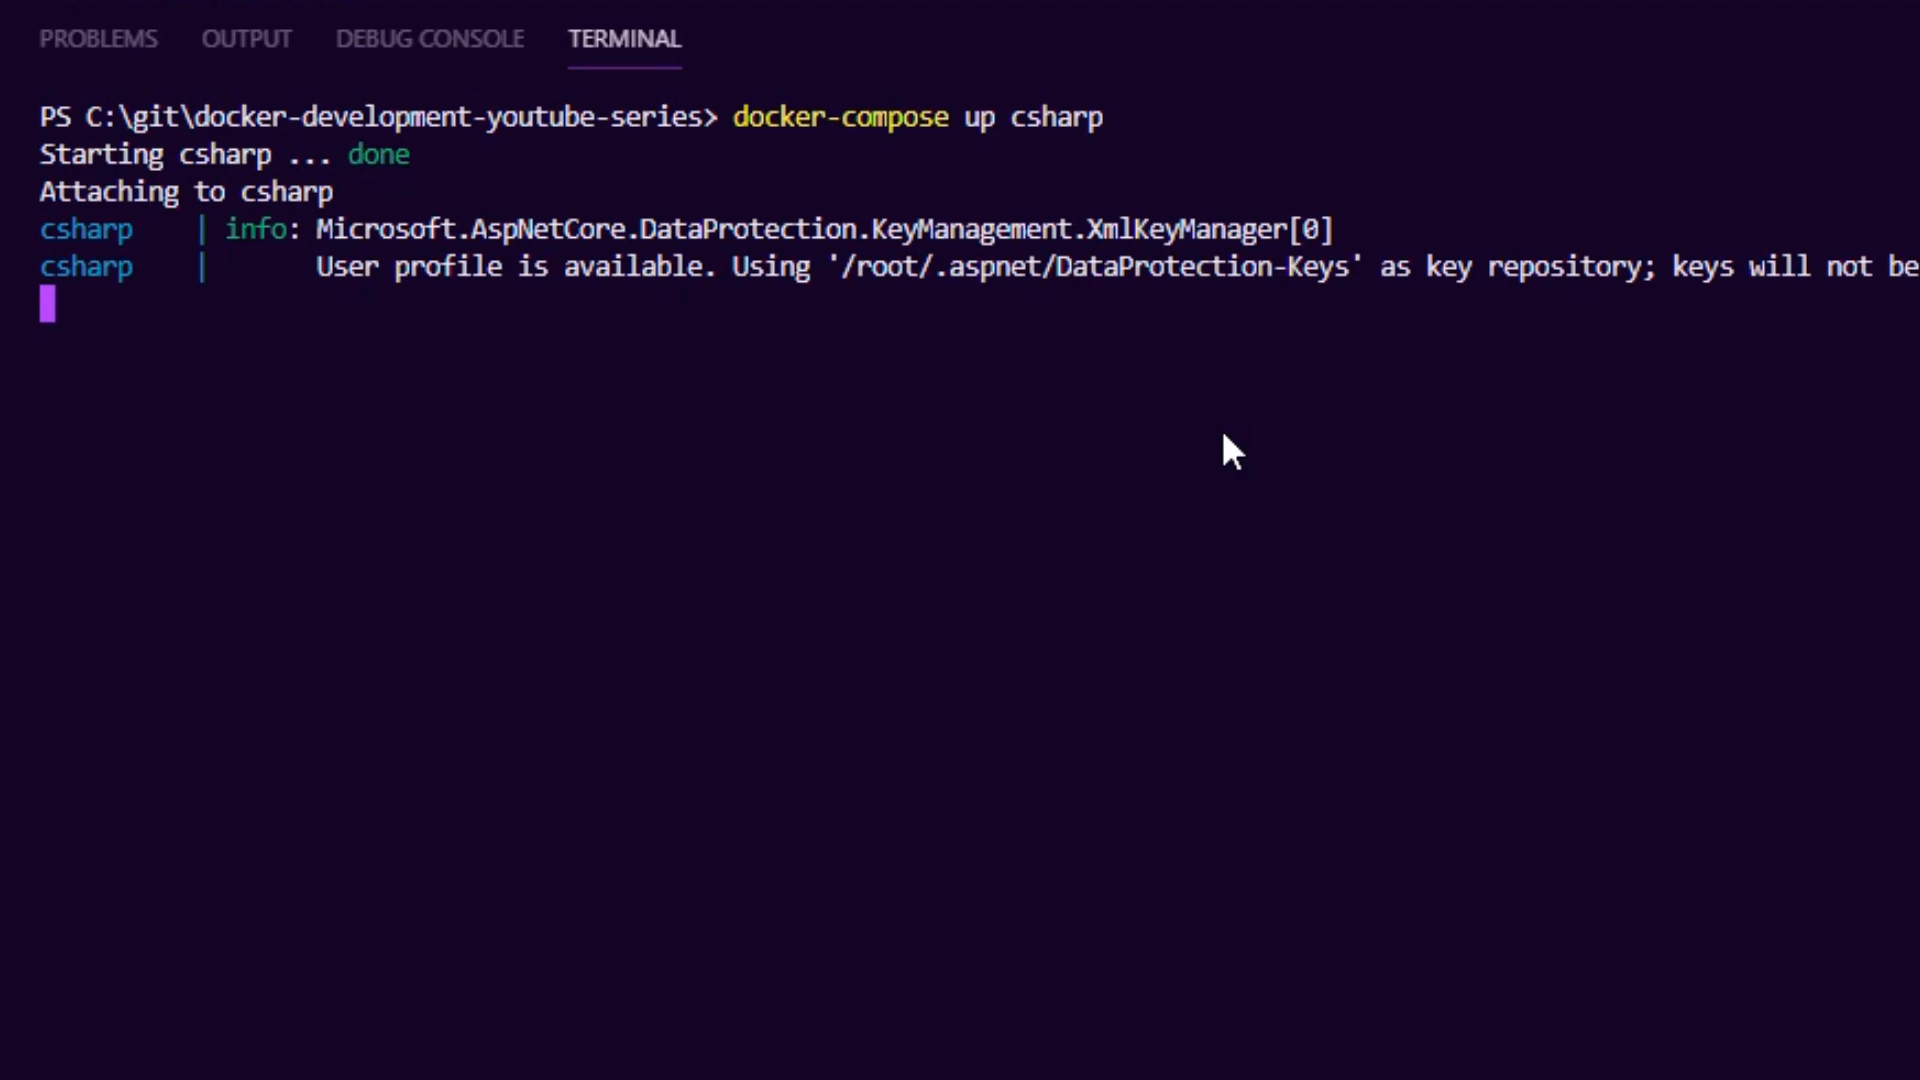 PROBLEMS OUTPUT DEBUG CONSOLE TERMINAL
PS C:\git\docker-development-youtube-series> docker-compose up csharp
Starting csharp ... done
Attaching to csharp
csharp | info: Microsoft.AspNetCore.DataProtection.KeyManagement.XmlKeyManager[0]
csharp | User profile is available. Using '/root/.aspnet/DataProtection-Keys' as key repository; keys will not be